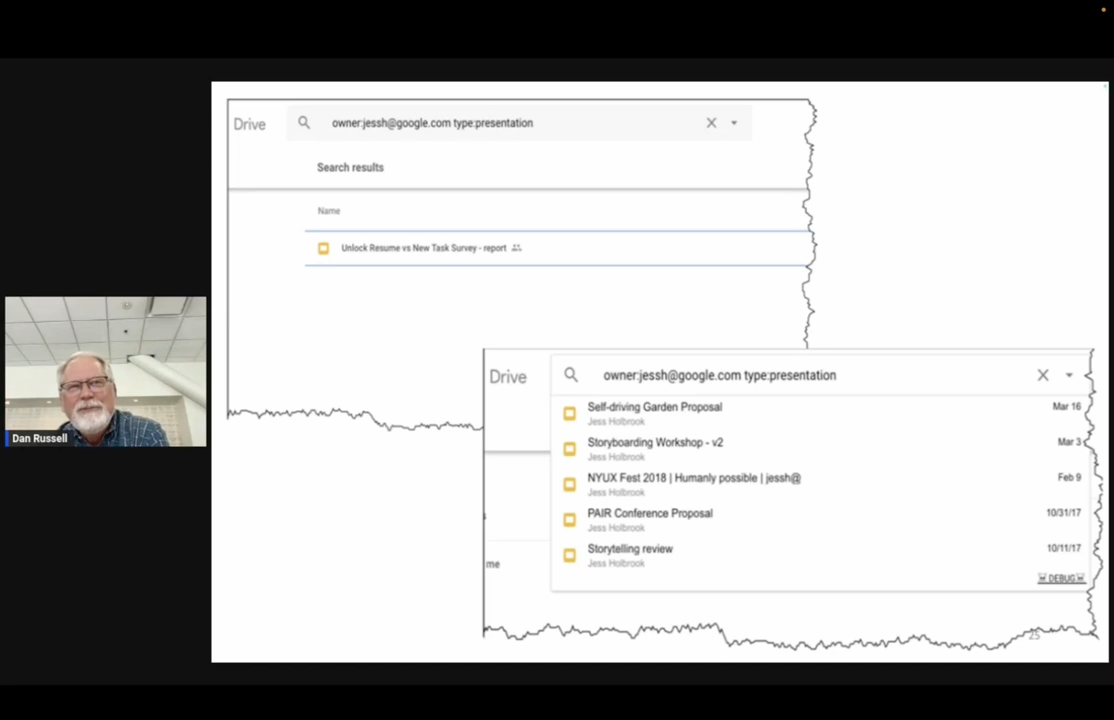 Drive
owner:jessh@google.com type:presentation
Search results
Name
Unlock Resume vs New Task Survey - report
Dan Russell
Drive
owner:jessh@google.com type:presentation
Self-driving Garden Proposal Mar 16
Jess Holbrook
Storyboarding Workshop - v2 Mar 3
Jess Holbrook
NYUX Fest 2018 | Humanly possible | jessh@ Feb 9
Jess Holbrook
PAIR Conference Proposal 10/31/17
Jess Holbrook
Storytelling review 10/11/17
me
Jess Holbrook
DEBUG
25